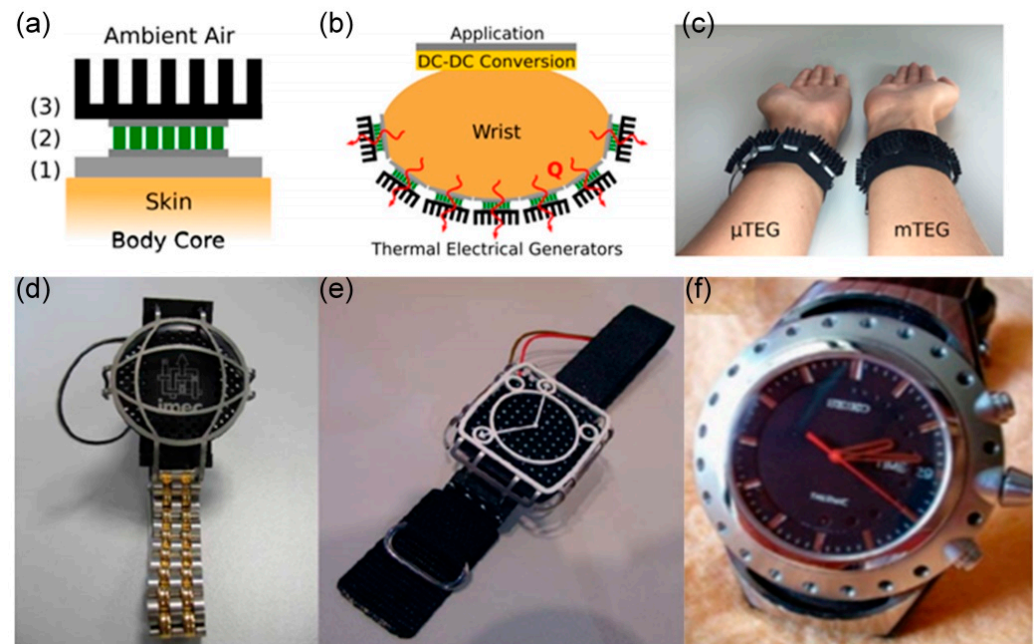 (a)
Ambient Air
(3)
(2)
(1)
Skin
Body Core
(b)
Application
DC-DC Conversion
Wrist
Q
Thermal Electrical Generators
(c)
μTEG
mTEG
(d)
imec
(e)
(f)
SEIKO